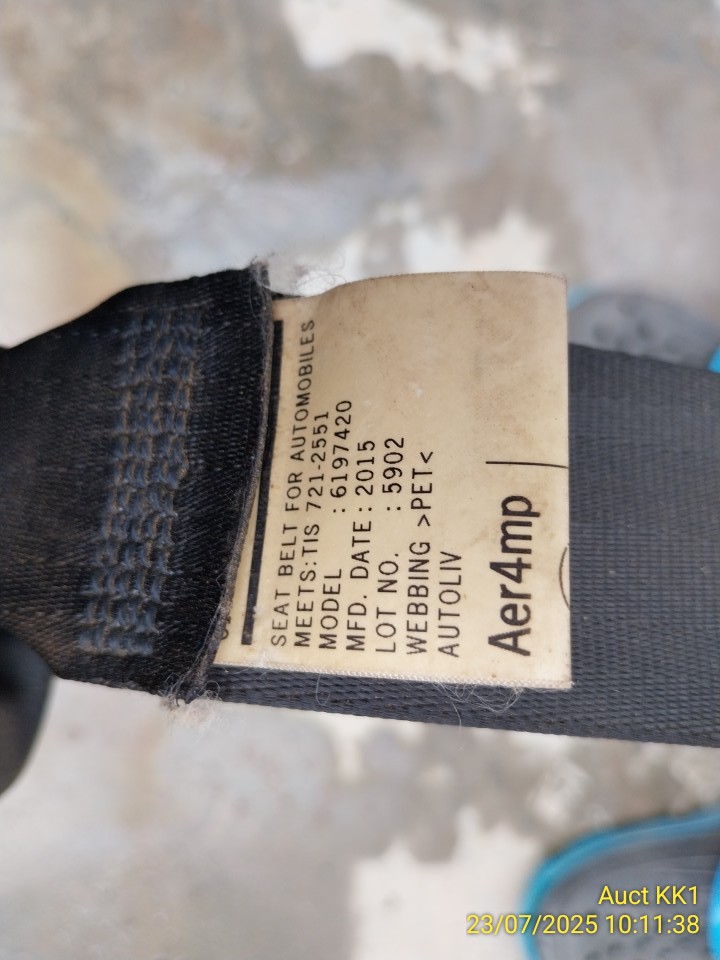 SEAT BELT FOR AUTOMOBILES
MEETS:TIS 721-2551
MODEL : 6197420
MFD. DATE: 2015
LOT NO. : 5902
WEBBING >PET<
AUTOLIV
Aer4mp
Auct KK1
23/07/2025 10:11:38